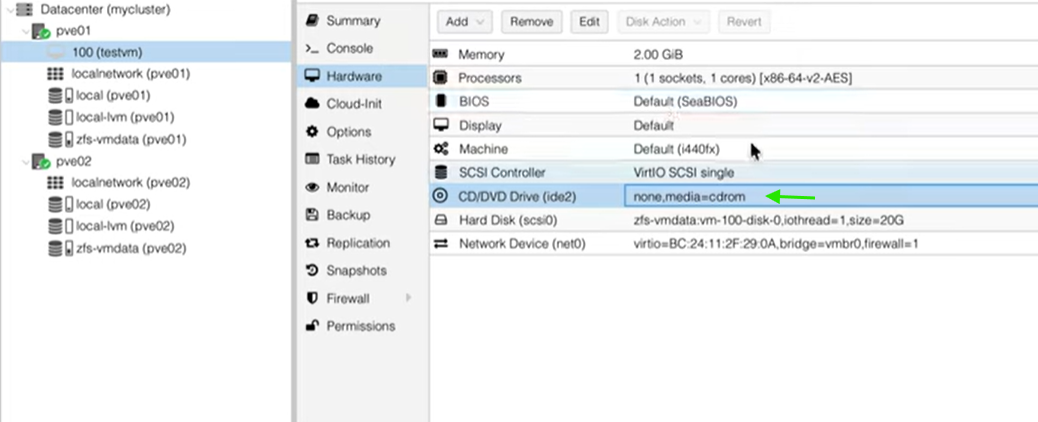 Datacenter (mycluster)
pve01
100 (testvm)
localnetwork (pve01)
local (pve01)
local-lvm (pve01)
zfs-vmdata (pve01)
pve02
localnetwork (pve02)
local (pve02)
local-lvm (pve02)
zfs-vmdata (pve02)
Summary
Console
Hardware
Cloud-Init
Options
Task History
Monitor
Backup
Replication
Snapshots
Firewall
Permissions
Add Remove Edit Disk Action Revert
Memory 2.00 GiB
Processors 1 (1 sockets, 1 cores) [x86-64-v2-AES]
BIOS Default (SeaBIOS)
Display Default
Machine Default (i440fx)
SCSI Controller VirtIO SCSI single
CD/DVD Drive (ide2) none,media=cdrom
Hard Disk (scsi0) zfs-vmdata:vm-100-disk-0,iothread=1,size=20G
Network Device (net0) virtio=BC:24:11:2F:29:0A,bridge=vmbr0,firewall=1